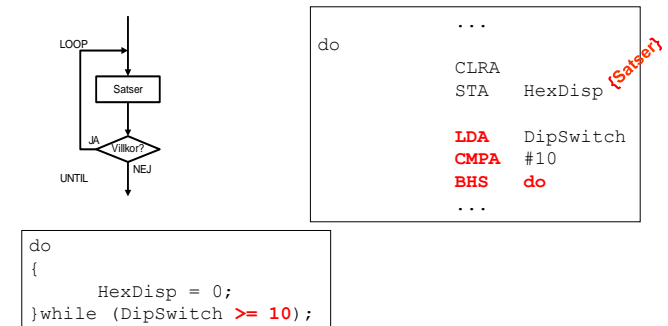 LOOP
Satser
JA
Villkor?
NEJ
UNTIL
...
do
CLRA
STA HexDisp
{Satser}
LDA DipSwitch
CMPA #10
BHS do
...
do
{
HexDisp = 0;
}while (DipSwitch >= 10);